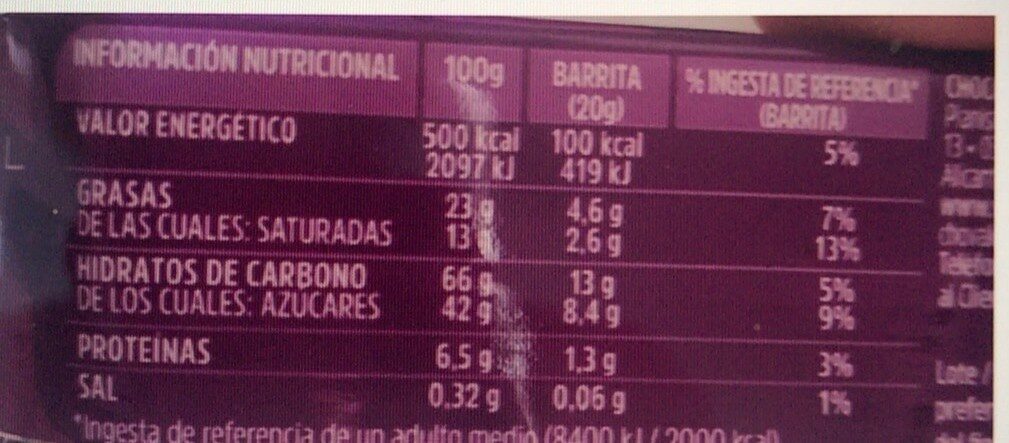 INFORMACIÓN NUTRICIONAL 100g BARRITA (20g) % INGESTA DE REFERENCIA* (BARRITA)
VALOR ENERGÉTICO 500 kcal 100 kcal 5%
2097 kJ 419 kJ
GRASAS 23 g 4,6 g 7%
DE LAS CUALES: SATURADAS 13 2,6 g 13%
HIDRATOS DE CARBONO 66 g 13 g 5%
DE LOS CUALES: AZÚCARES 42 g 8,4 g 9%
PROTEÍNAS 6,5 g 1,3 g 3%
SAL 0.32 g 0.06 g 1%
*Ingesta de referencia de un adulto medio (8400 kJ / 2000 kcal)
Lote /